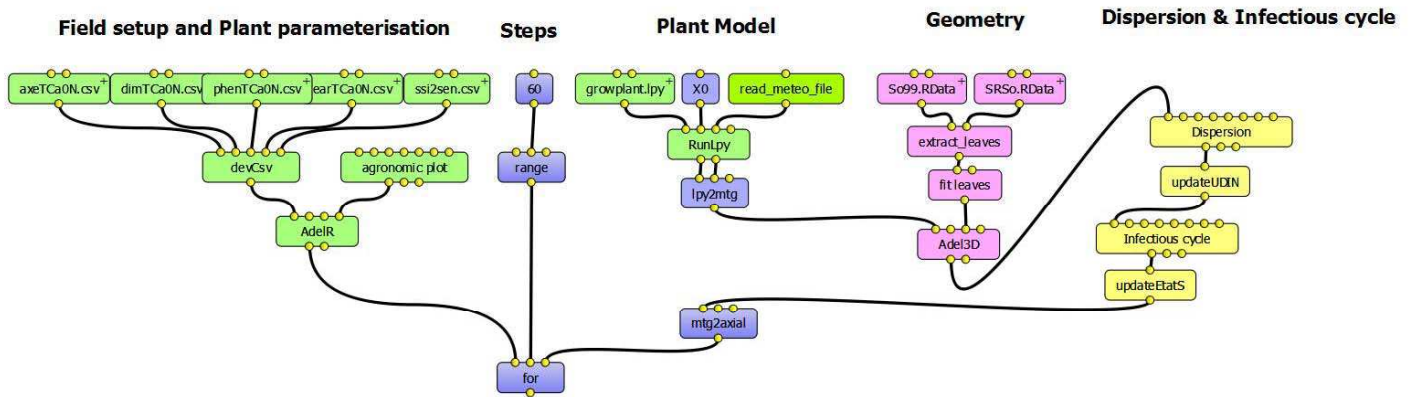 Field setup and Plant parameterisation
Steps
Plant Model
Geometry
Dispersion & Infectious cycle
axeTCa0N.csv
dimTCa0N.csv
phenTCa0N.csv
earTCa0N.csv
ssi2sen.csv
60
growplant.lpy
X0
read_meteo_file
So99.RData
SRSo.RData
Dispersion
devCsv
agronomic plot
range
RunLpy
extract_leaves
updateUDIN
lpy2mtg
fit leaves
AdelR
Adel3D
Infectious cycle
updateEtatS
mtg2axial
for